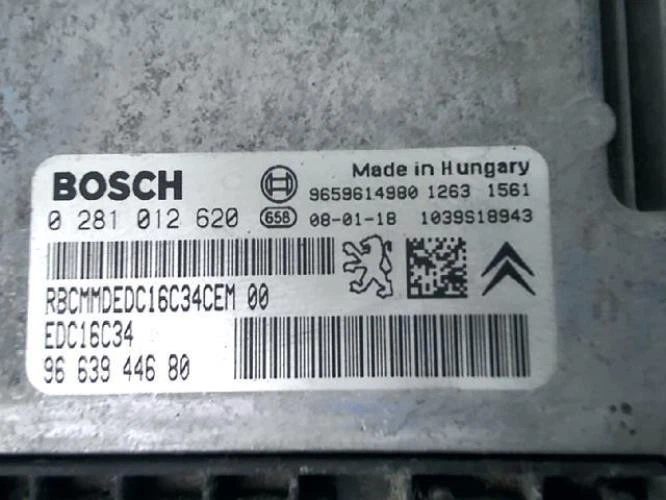 BOSCH
Made in Hungary
9659614980 1263 1561
0 281 012 620 658 08-01-18 1039S18943
RBCMMDEDC16C34CEM 00
EDC16C34
96 639 446 80